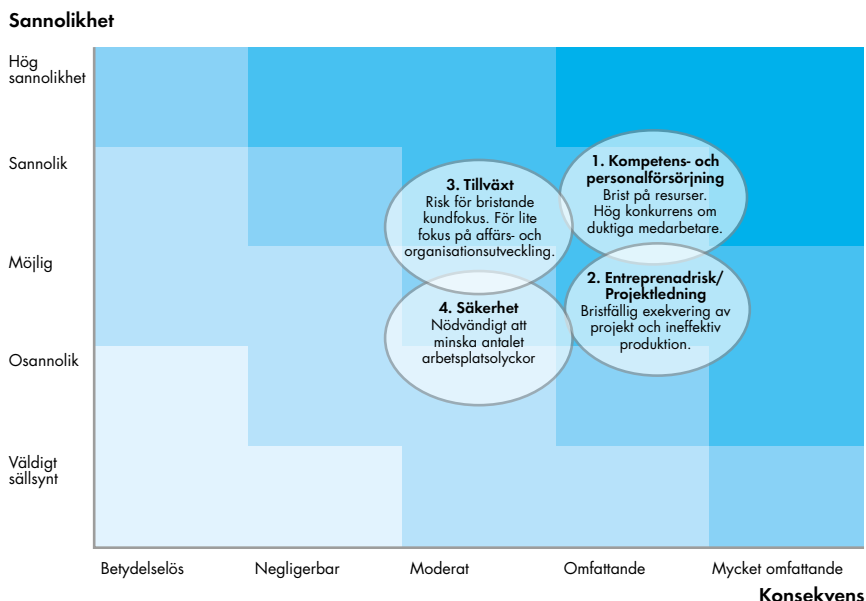 Sannolikhet
Hög
sannolikhet
Sannolik
Möjlig
Osannolik
Väldigt
sällsynt
1. Kompetens- och
personalförsörjning
Brist på resurser.
Hög konkurrens om
duktiga medarbetare.
3. Tillväxt
Risk för bristande
kundfokus. För lite
fokus på affärs- och
organisationsutveckling.
2. Entreprenadrisk/
Projektledning
Bristfällig exekvering av
projekt och ineffektiv
produktion.
4. Säkerhet
Nödvändigt att
minska antalet
arbetsplatsolyckor
Betydelselös
Negligerbar
Moderat
Omfattande
Mycket omfattande
Konsekvens